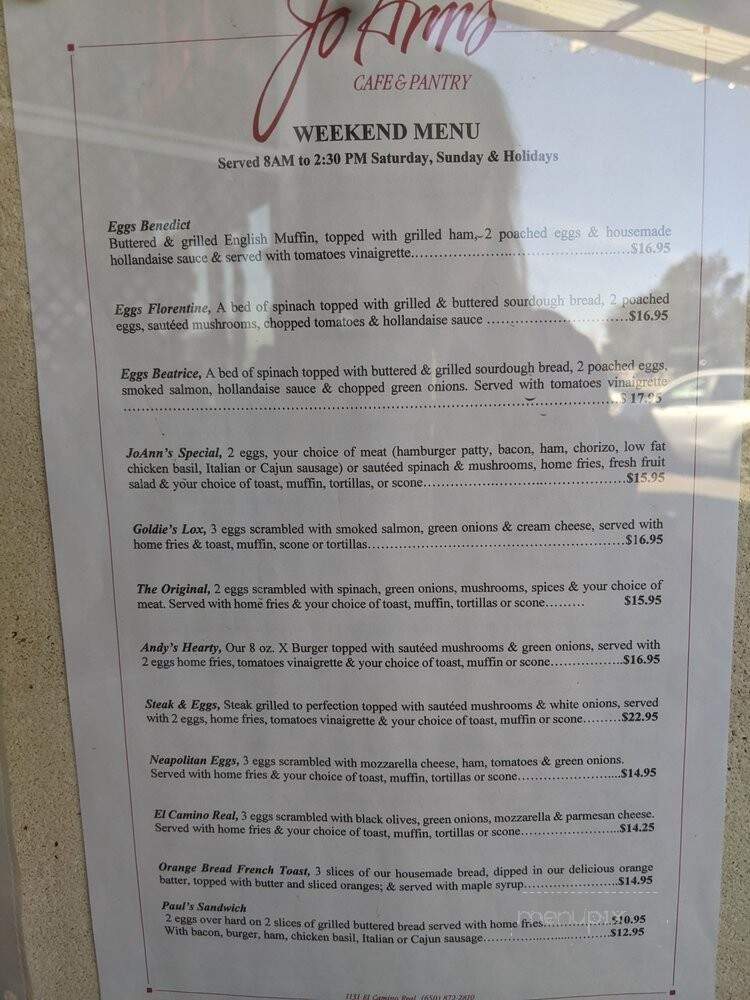 JoAnn's
CAFE & PANTRY
WEEKEND MENU
Served 8AM to 2:30 PM Saturday, Sunday & Holidays
Eggs Benedict
Buttered & grilled English Muffin, topped with grilled ham, 2 poached eggs & housemade
hollandaise sauce & served with tomatoes vinaigrette..........................................$16.95
Eggs Florentine, A bed of spinach topped with grilled & buttered sourdough bread, 2 poached
eggs, sautéed mushrooms, chopped tomatoes & hollandaise sauce ...........................$16.95
Eggs Beatrice, A bed of spinach topped with buttered & grilled sourdough bread, 2 poached eggs,
smoked salmon, hollandaise sauce & chopped green onions. Served with tomatoes vinaigrette
..........................................................................................$ 17.95
JoAnn's Special, 2 eggs, your choice of meat (hamburger patty, bacon, ham, chorizo, low fat
chicken basil, Italian or Cajun sausage) or sautéed spinach & mushrooms, home fries, fresh fruit
salad & your choice of toast, muffin, tortillas, or scone.......................................$15.95
Goldie's Lox, 3 eggs scrambled with smoked salmon, green onions & cream cheese, served with
home fries & toast, muffin, scone or tortillas..................................................$16.95
The Original, 2 eggs scrambled with spinach, green onions, mushrooms, spices & your choice of
meat. Served with home fries & your choice of toast, muffin, tortillas or scone......... $15.95
Andy's Hearty, Our 8 oz. X Burger topped with sautéed mushrooms & green onions, served with
2 eggs home fries, tomatoes vinaigrette & your choice of toast, muffin or scone...............$16.95
Steak & Eggs, Steak grilled to perfection topped with sautéed mushrooms & white onions, served
with 2 eggs, home fries, tomatoes vinaigrette & your choice of toast, muffin or scone.........$22.95
Neapolitan Eggs, 3 eggs scrambled with mozzarella cheese, ham, tomatoes & green onions.
Served with home fries & your choice of toast, muffin, tortillas or scone.....................$14.95
El Camino Real, 3 eggs scrambled with black olives, green onions, mozzarella & parmesan cheese.
Served with home fries & your choice of toast, muffin, tortillas or scone.....................$14.25
Orange Bread French Toast, 3 slices of our housemade bread, dipped in our delicious orange
batter, topped with butter and sliced oranges; & served with maple syrup...................$14.95
Paul's Sandwich
2 eggs over hard on 2 slices of grilled buttered bread served with home fries..............$10.95
With bacon, burger, ham, chicken basil, Italian or Cajun sausage..........................$12.95
menupix
1131 El Camino Real (650) 872-2810